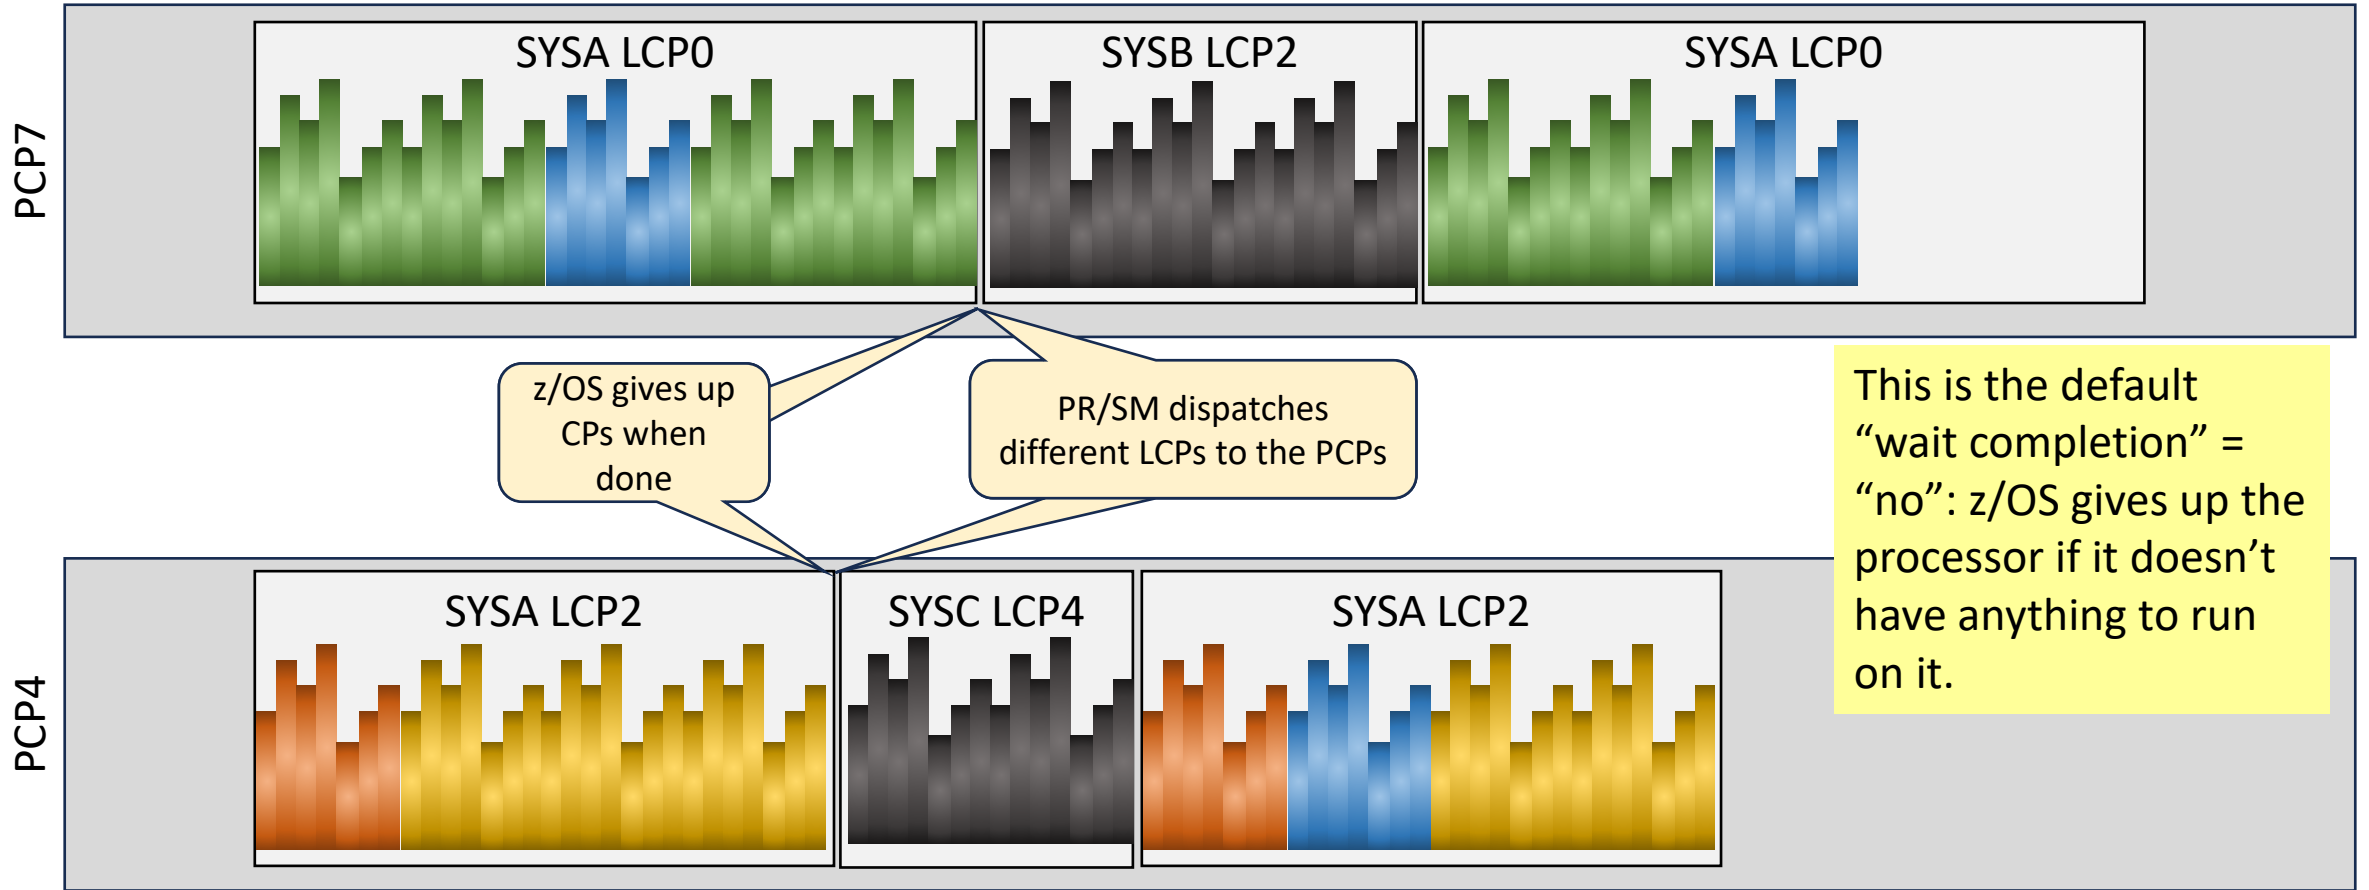 PCP7
SYSA LCP0
SYSB LCP2
SYSA LCP0
z/OS gives up
CPs when
done
PR/SM dispatches
different LCPs to the PCPs
This is the default
“wait completion” =
“no”: z/OS gives up the
processor if it doesn’t
have anything to run
on it.
PCP4
SYSA LCP2
SYSC LCP4
SYSA LCP2